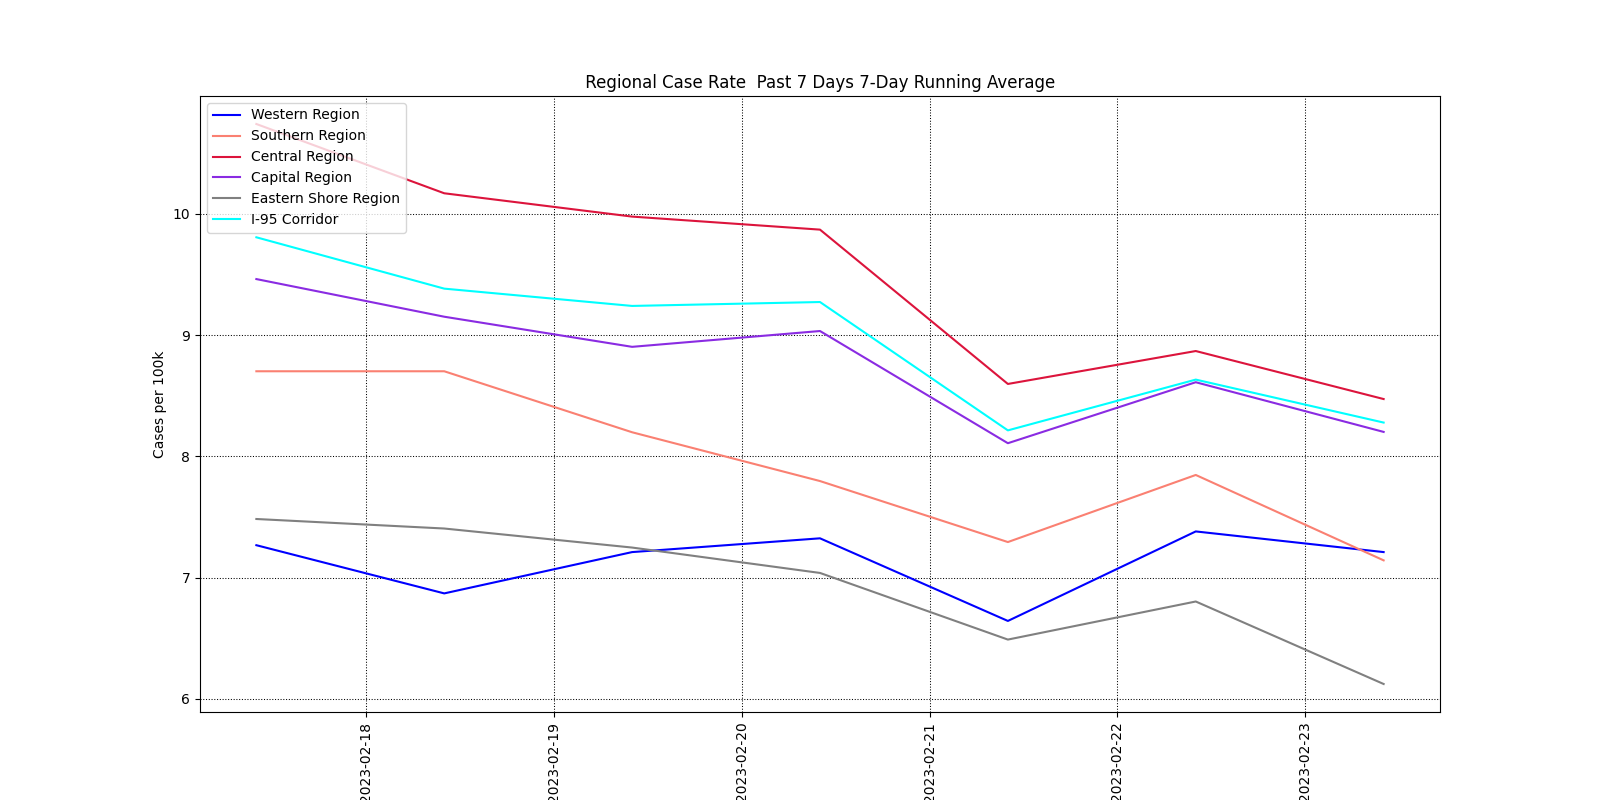 Regional Case Rate  Past 7 Days 7-Day Running Average
Western Region
Southern Region
Central Region
Capital Region
Eastern Shore Region
I-95 Corridor
Cases per 100k
10
9
8
7
6
2023-02-18
2023-02-19
2023-02-20
2023-02-21
2023-02-22
2023-02-23